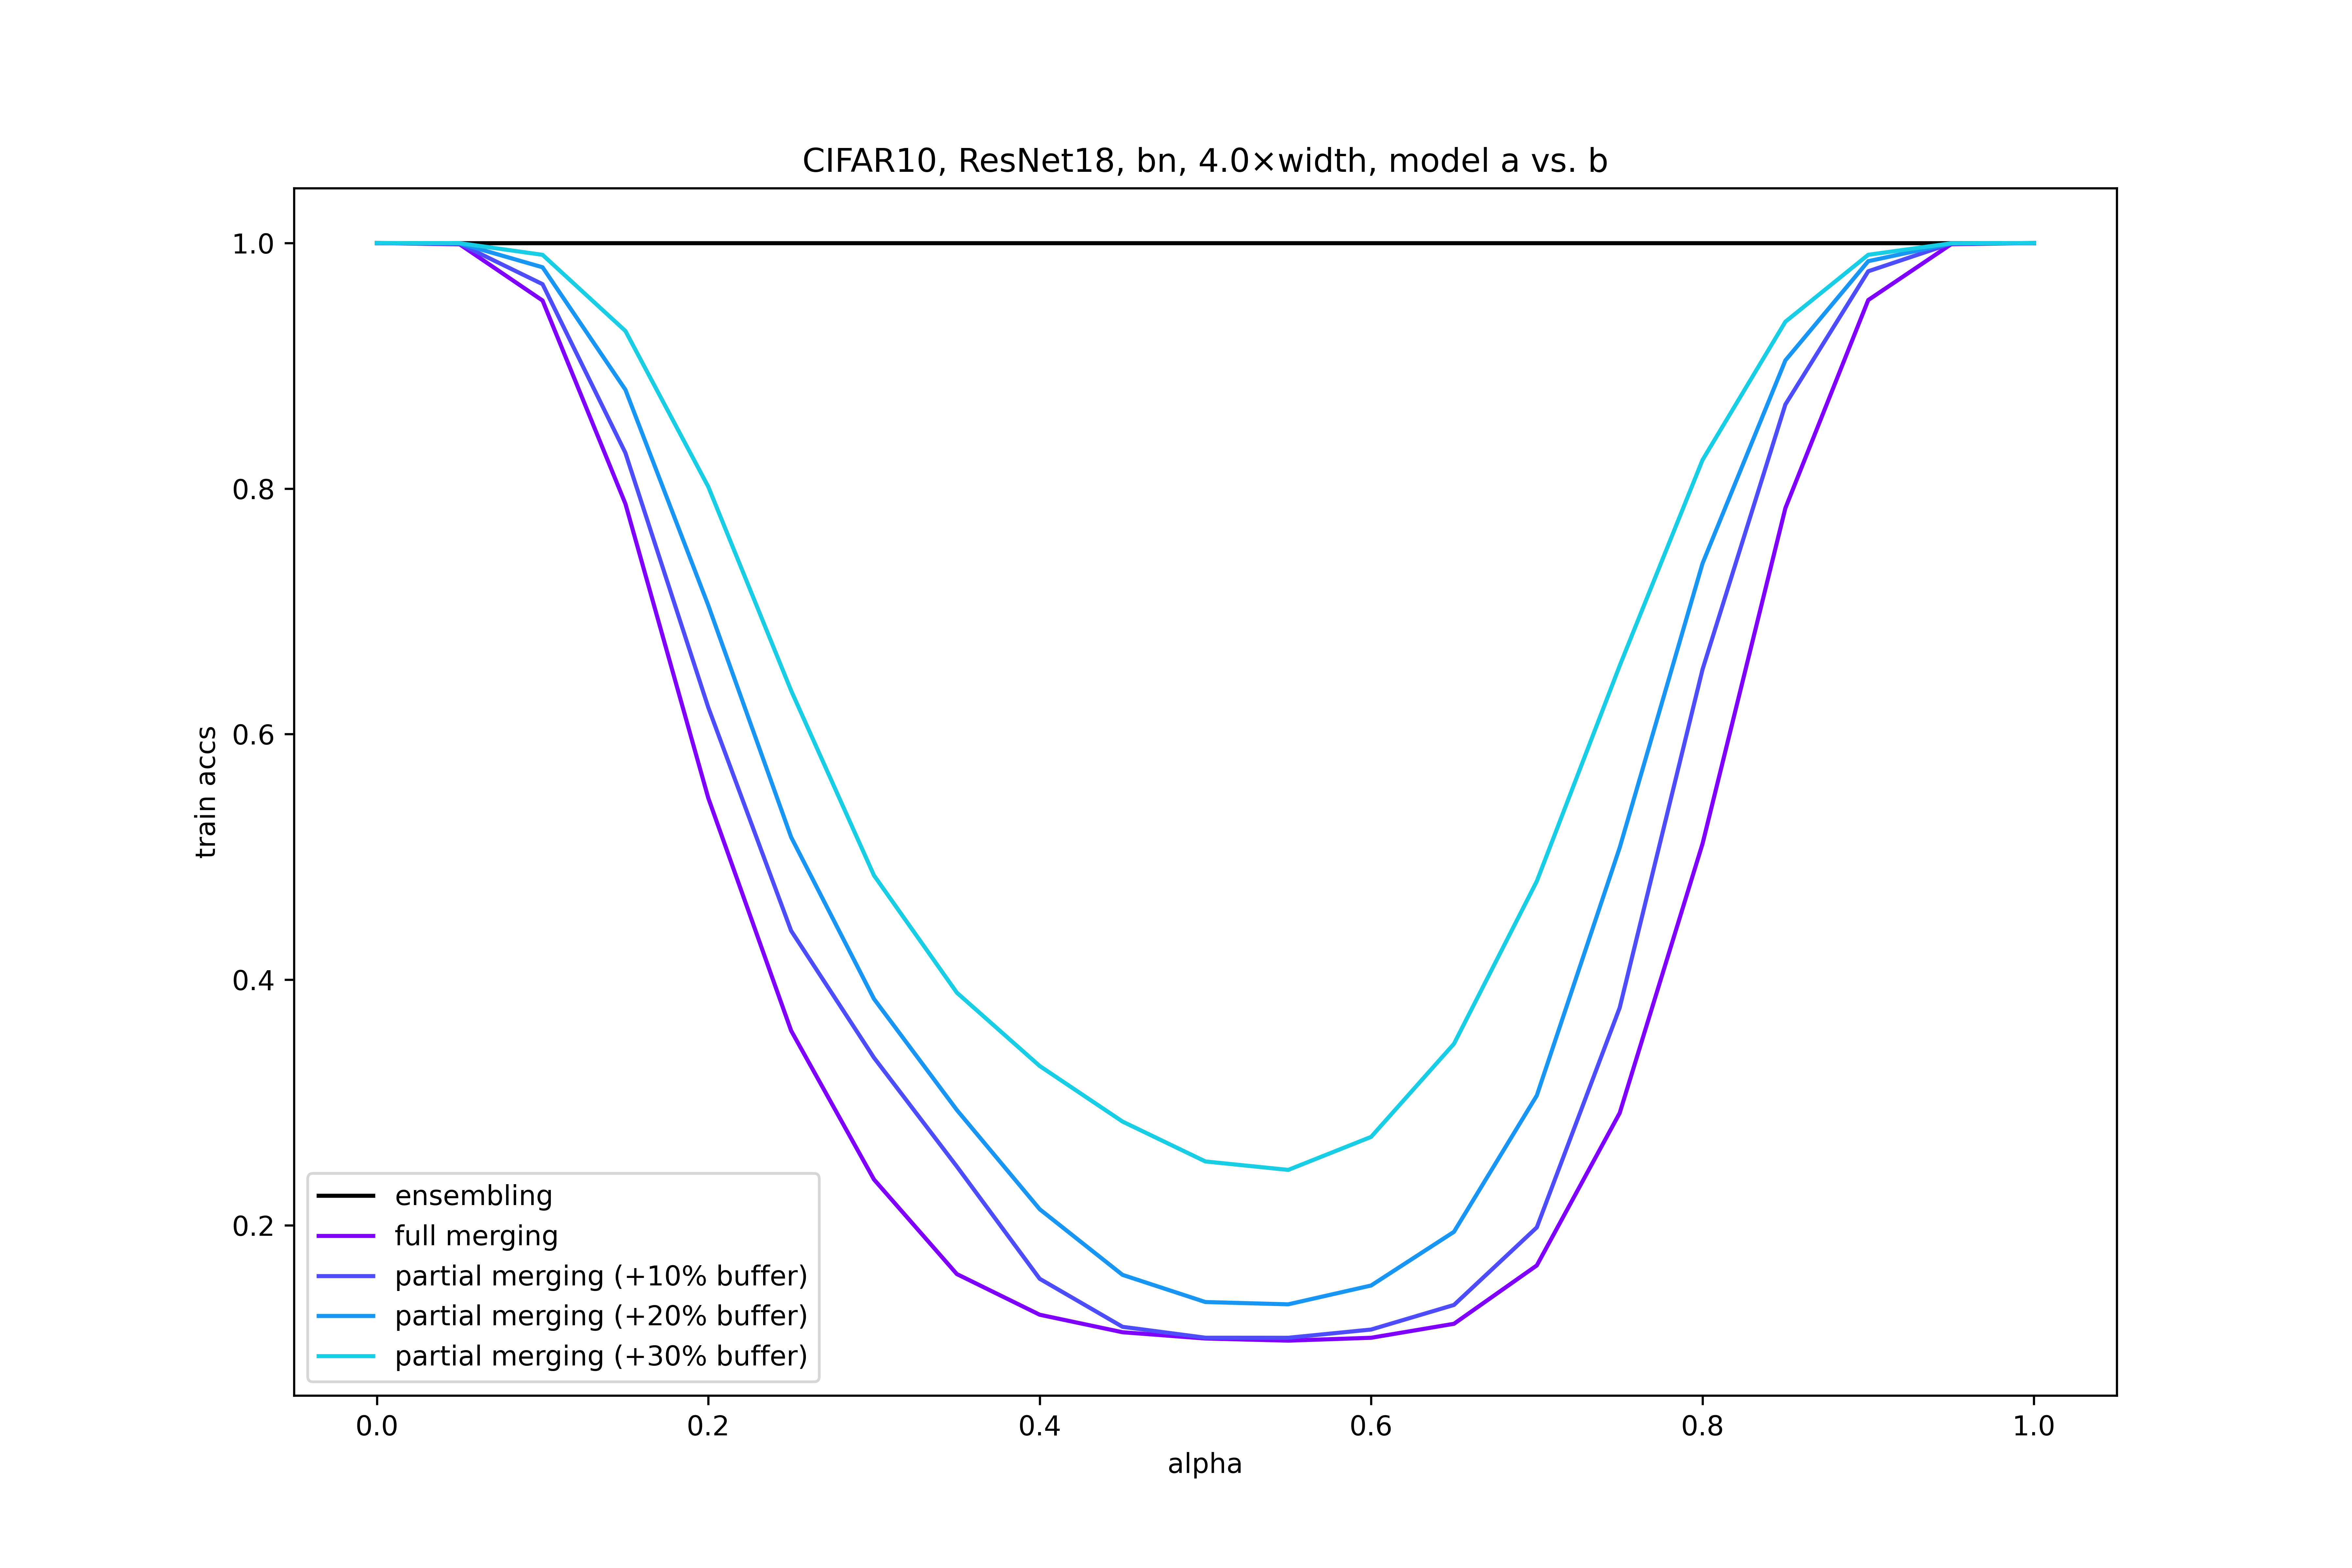 CIFAR10, ResNet18, bn, 4.0×width, model a vs. b
train accs
1.0
0.8
0.6
0.4
0.2
ensembling
full merging
partial merging (+10% buffer)
partial merging (+20% buffer)
partial merging (+30% buffer)
0.0 0.2 0.4 0.6 0.8 1.0
alpha